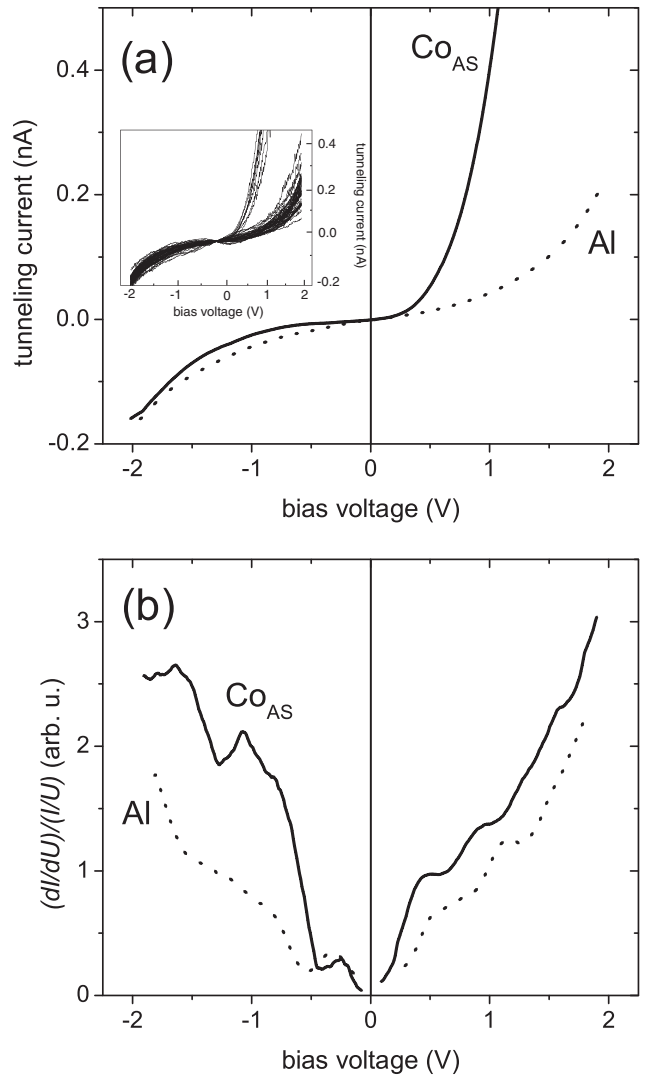 (a)
Co_AS
Al
0.4
0.2
0.0
-0.2
tunneling current (nA)
0.4
0.2
0.0
-0.2
tunneling current (nA)
-2 -1 0 1 2
bias voltage (V)
-2 -1 0 1 2
bias voltage (V)
(b)
Co_AS
Al
3
2
1
0
(dI/dU)/(I/U) (arb. u.)
-2 -1 0 1 2
bias voltage (V)